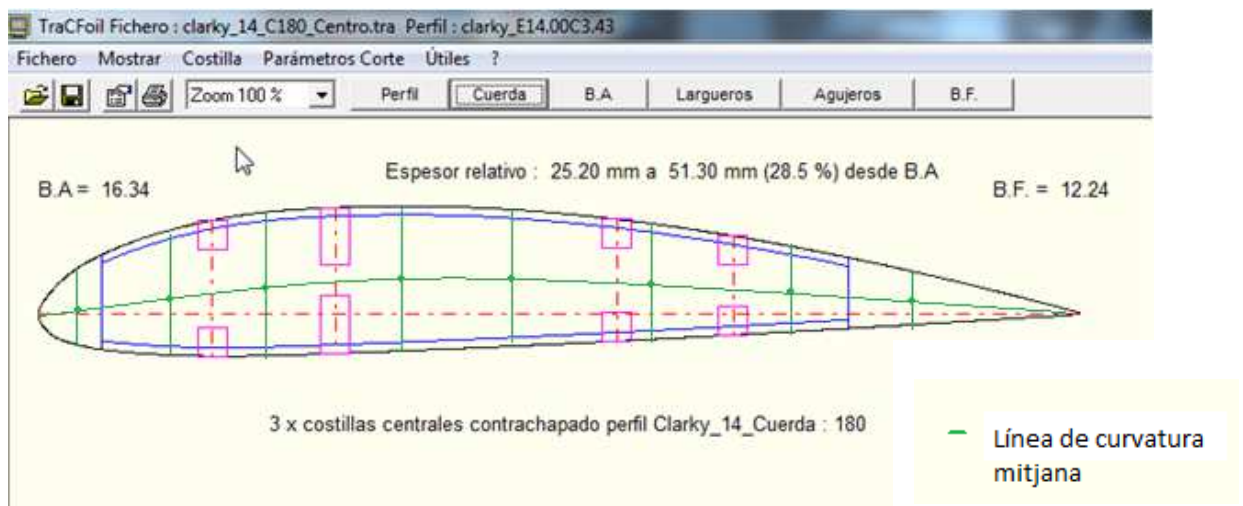 TraCFoil Fichero : clarky_14_C180_Centro.tra Perfil : clarky_E14.00C3.43
Fichero Mostrar Costilla Parámetros Corte Útiles ?
Zoom 100 % Perfil Cuerda B.A Largueros Agujeros B.F.
Espesor relativo : 25.20 mm a 51.30 mm (28.5 %) desde B.A
B.A = 16.34
B.F. = 12.24
3 x costillas centrales contrachapado perfil Clarky_14_Cuerda : 180
Línea de curvatura
mitjana